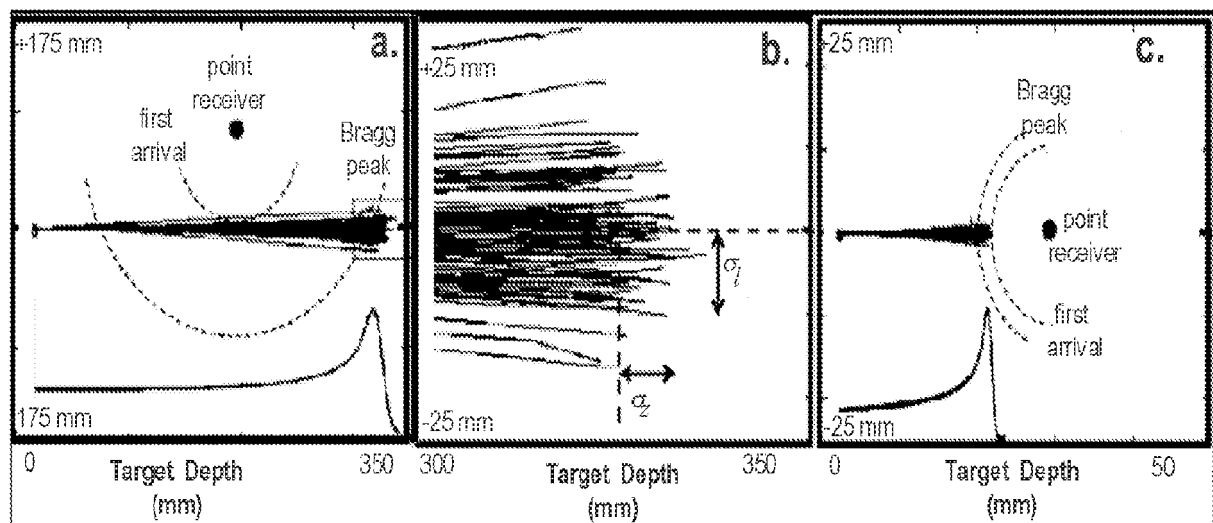 +175 mm
a.
point
receiver
first
arrival
Bragg
peak
175 mm
0
350
Target Depth
(mm)
b.
+25 mm
σl
σz
-25 mm
300
350
Target Depth
(mm)
+25 mm
c.
Bragg
peak
point
receiver
first
arrival
-25 mm
0
50
Target Depth
(mm)